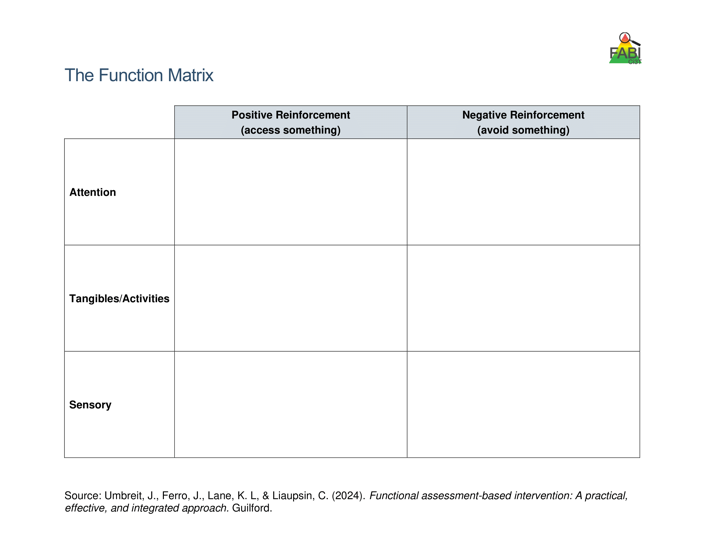 FABI
The Function Matrix
Positive Reinforcement
(access something)
Negative Reinforcement
(avoid something)
Attention
Tangibles/Activities
Sensory
Source: Umbreit, J., Ferro, J., Lane, K. L, & Liaupsin, C. (2024). Functional assessment-based intervention: A practical,
effective, and integrated approach. Guilford.